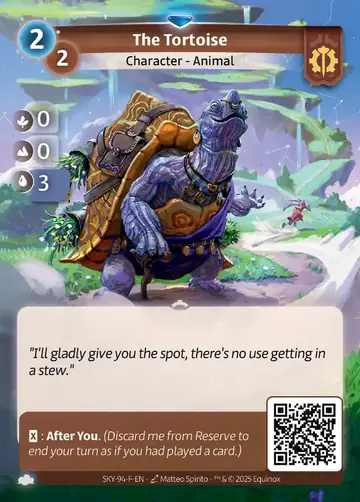 2
2
The Tortoise
Character - Animal
0
0
3
"I'll gladly give you the spot, there's no use getting in
a stew."
X : After You. (Discard me from Reserve to
end your turn as if you had played a card.)
SKY-94-F-EN - Matteo Spirito - ™ & © 2025 Equinox